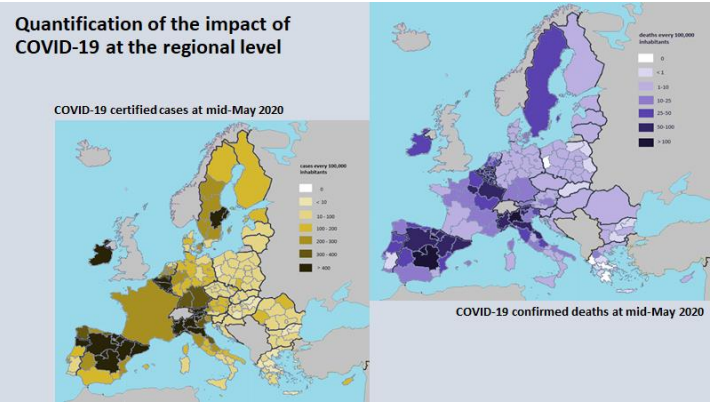 Quantification of the impact of
COVID-19 at the regional level
COVID-19 certified cases at mid-May 2020
cases every 100,000
inhabitants
0
< 10
10 - 100
100 - 200
200 - 300
300 - 400
> 400
deaths every 100,000
inhabitants
0
< 1
1-10
10-25
25-50
50-100
> 100
COVID-19 confirmed deaths at mid-May 2020